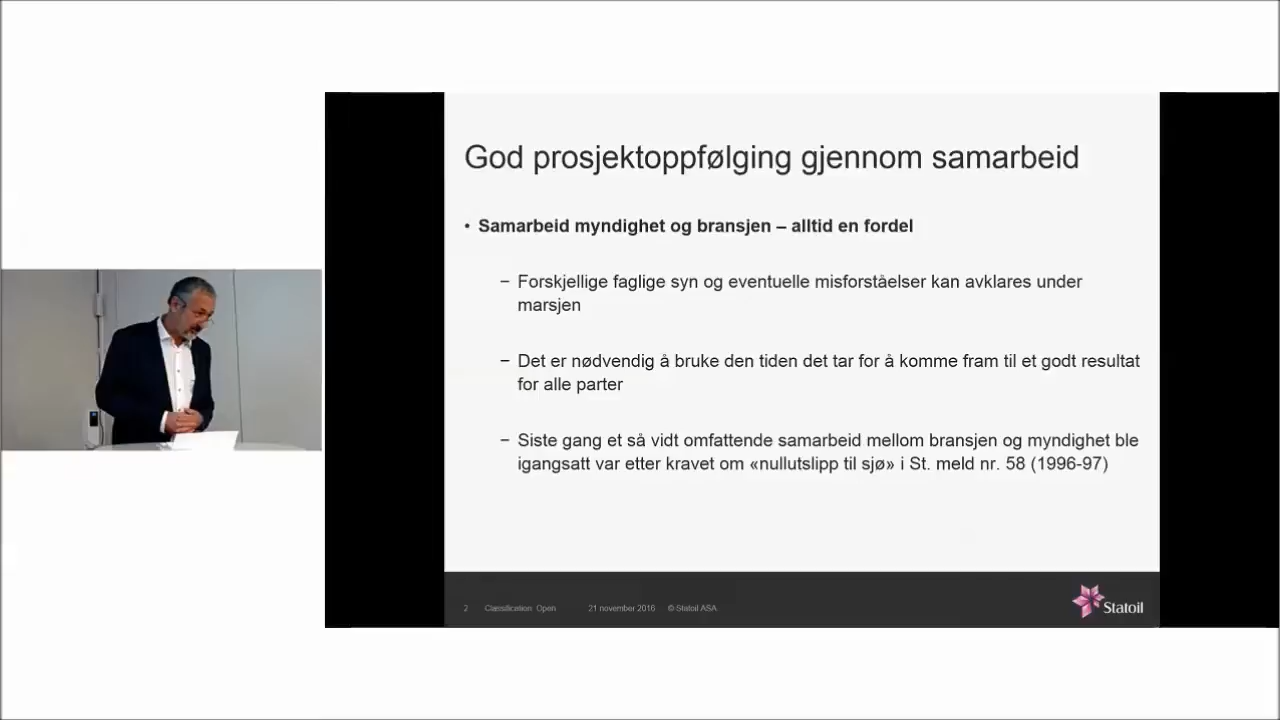 God prosjektoppfølging gjennom samarbeid
• Samarbeid myndighet og bransjen – alltid en fordel
– Forskjellige faglige syn og eventuelle misforståelser kan avklares under
marsjen
– Det er nødvendig å bruke den tiden det tar for å komme fram til et godt resultat
for alle parter
– Siste gang et så vidt omfattende samarbeid mellom bransjen og myndighet ble
igangsatt var etter kravet om «nullutslipp til sjø» i St. meld nr. 58 (1996-97)
2 Classification: Open 21 november 2016 © Statoil ASA
Statoil